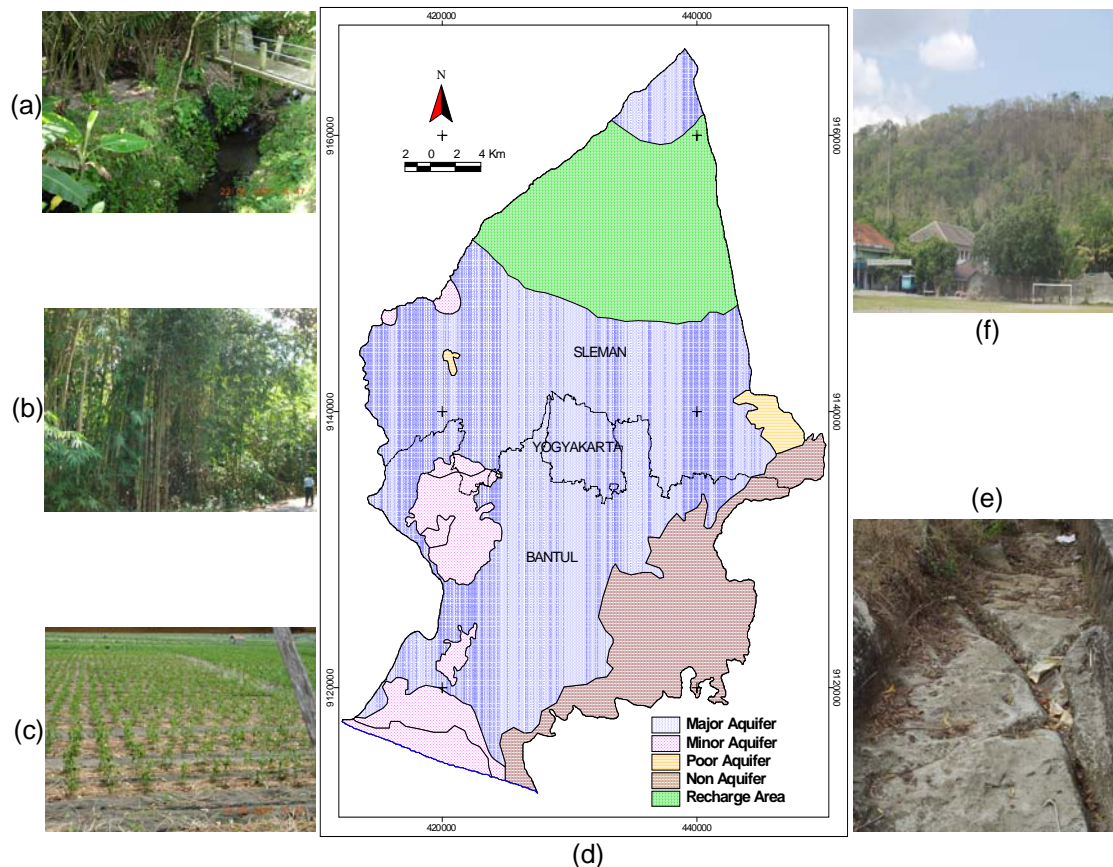 (a)
(b)
(c)
420000
440000
N
2 0 2 4 Km
9160000
9160000
SLEMAN
9140000
9140000
YOGYAKARTA
BANTUL
9120000
9120000
Major Aquifer
Minor Aquifer
Poor Aquifer
Non Aquifer
Recharge Area
420000
440000
(d)
(f)
(e)